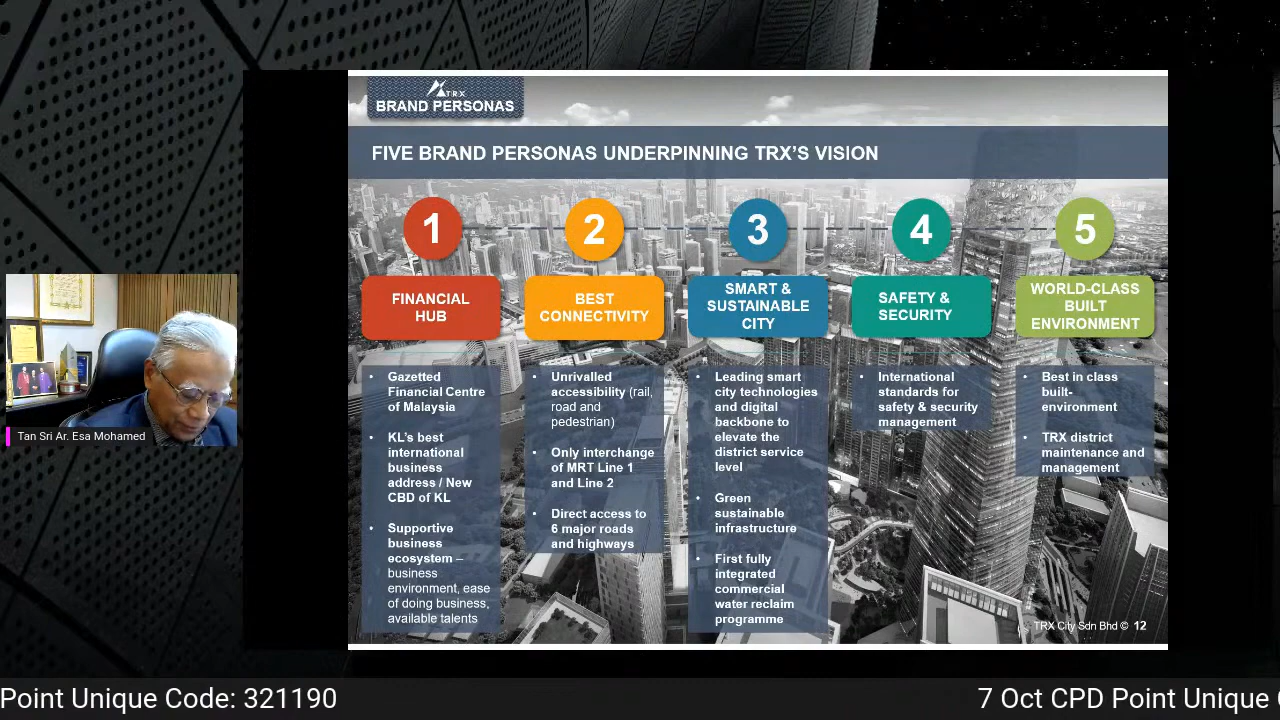 TRX
BRAND PERSONAS
FIVE BRAND PERSONAS UNDERPINNING TRX'S VISION
1
FINANCIAL
HUB
• Gazetted
Financial Centre
of Malaysia
• KL's best
international
business
address / New
CBD of KL
• Supportive
business
ecosystem –
business
environment, ease
of doing business,
available talents
2
BEST
CONNECTIVITY
• Unrivalled
accessibility (rail,
road and
pedestrian)
• Only interchange
of MRT Line 1
and Line 2
• Direct access to
6 major roads
and highways
3
SMART &
SUSTAINABLE
CITY
• Leading smart
city technologies
and digital
backbone to
elevate the
district service
level
• Green
sustainable
infrastructure
• First fully
integrated
commercial
water reclaim
programme
4
SAFETY &
SECURITY
• International
standards for
safety & security
management
5
WORLD-CLASS
BUILT
ENVIRONMENT
• Best in class
built-
environment
• TRX district
maintenance and
management
TRX City Sdn Bhd © 12
Tan Sri Ar. Esa Mohamed
Point Unique Code: 321190
7 Oct CPD Point Unique